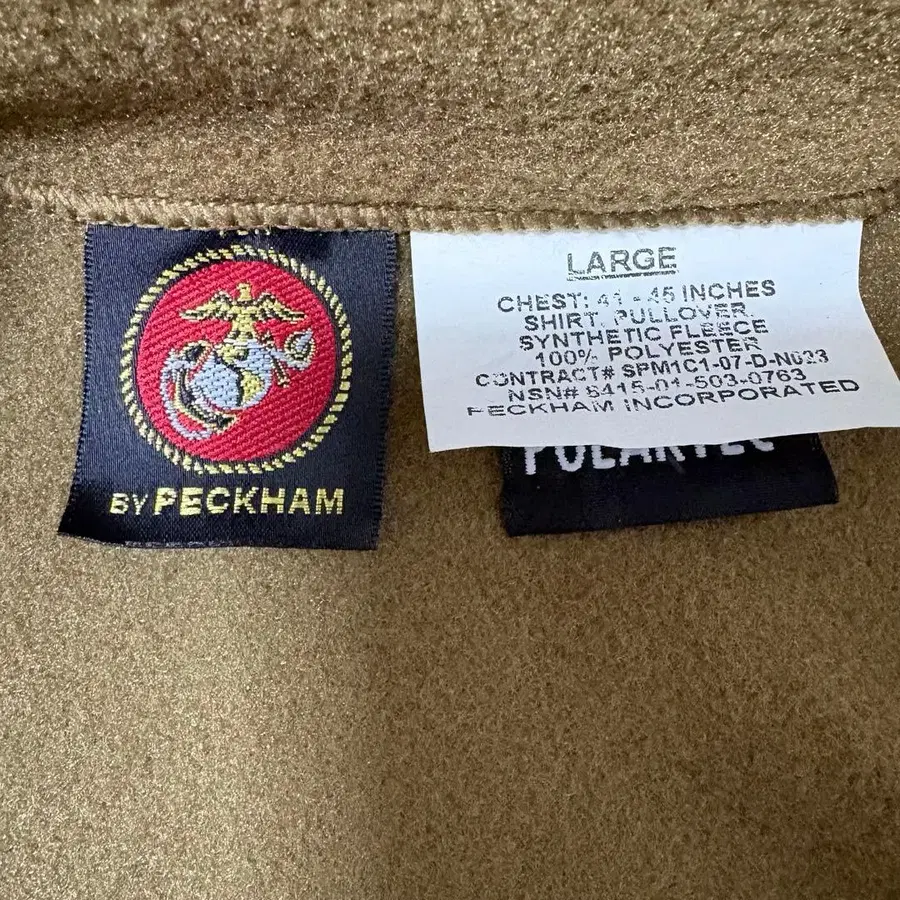 BY PECKHAM
LARGE
CHEST: 41 - 45 INCHES
SHIRT, PULLOVER,
SYNTHETIC FLEECE
100% POLYESTER
CONTRACT# SPM1C1-07-D-N023
NSN# 8415-01-503-0763
PECKHAM INCORPORATED
POLARTEC